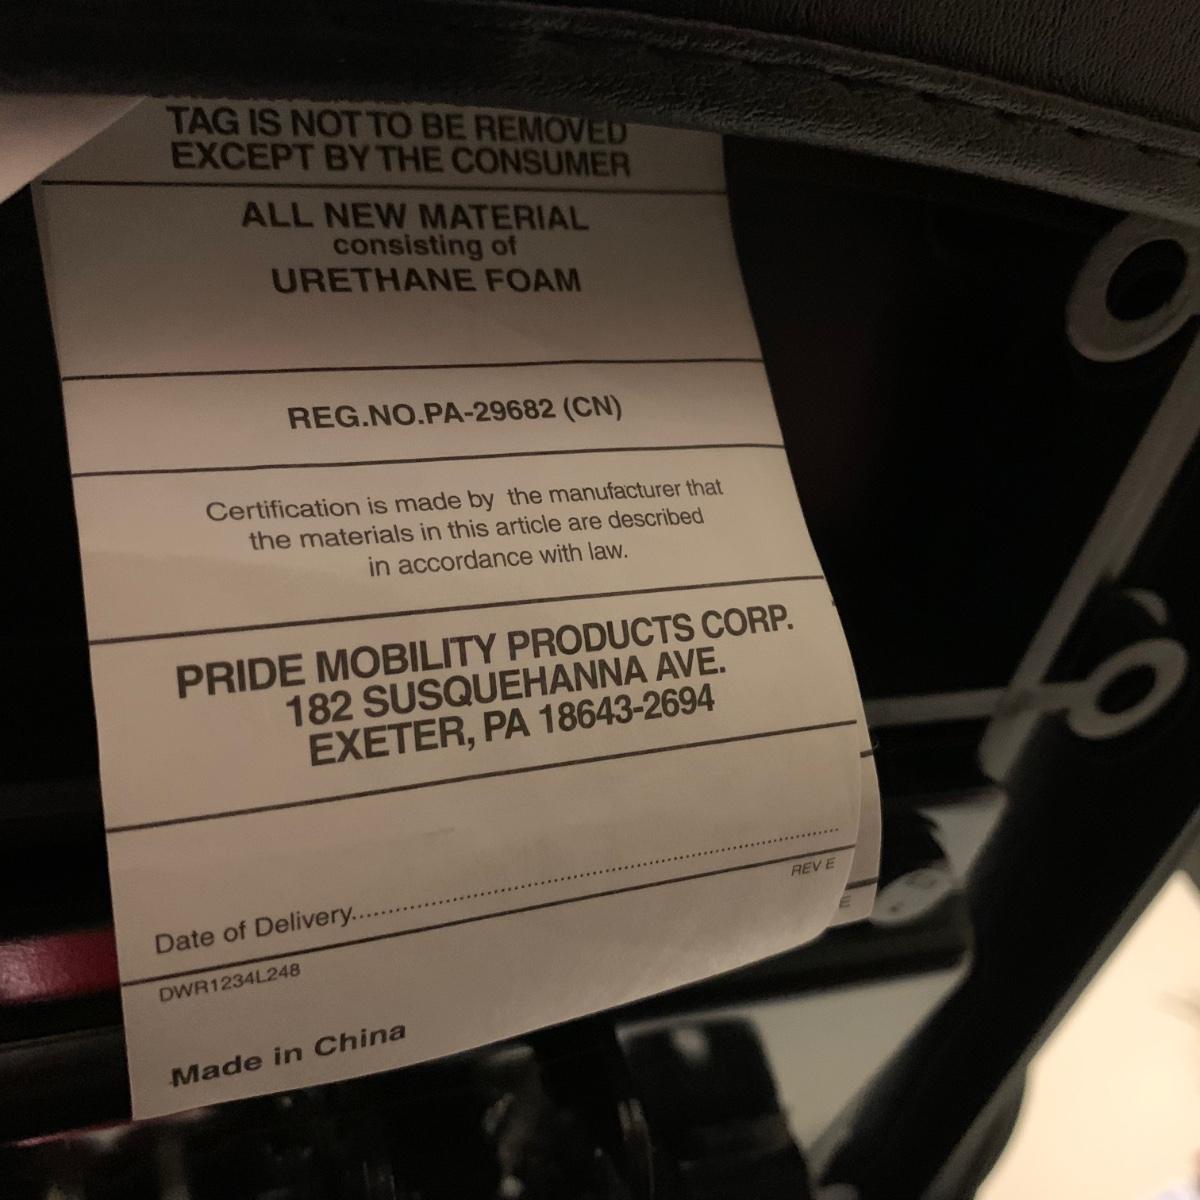 TAG IS NOT TO BE REMOVED
EXCEPT BY THE CONSUMER
ALL NEW MATERIAL
consisting of
URETHANE FOAM
REG.NO.PA-29682 (CN)
Certification is made by the manufacturer that
the materials in this article are described
in accordance with law.
PRIDE MOBILITY PRODUCTS CORP.
182 SUSQUEHANNA AVE.
EXETER, PA 18643-2694
Date of Delivery................................................................
REV E
E
DWR1234L248
Made in China